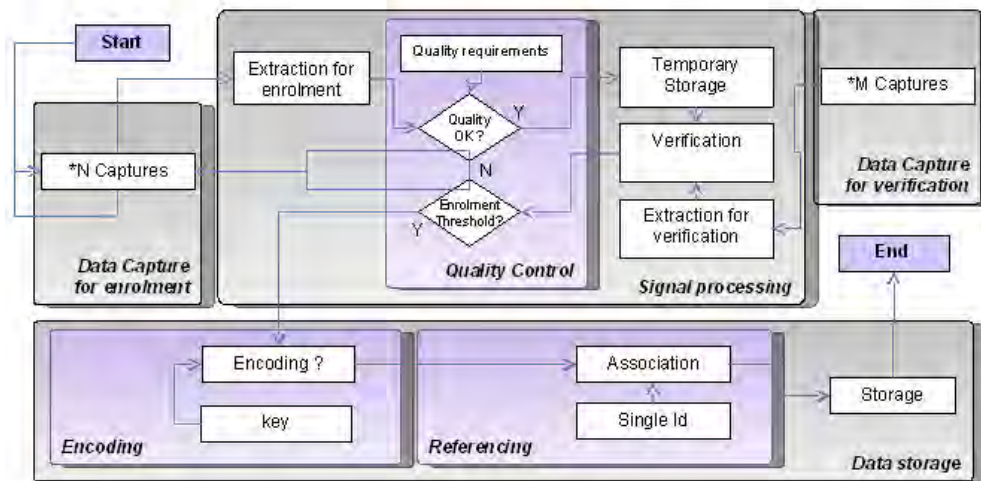 Start
Extraction for
enrolment
Quality requirements
Quality
OK?
Y
N
Enrolment
Threshold?
Y
Quality Control
Temporary
Storage
Verification
Extraction for
verification
Signal processing
*M Captures
Data Capture
for verification
*N Captures
Data Capture
for enrolment
End
Encoding ?
key
Encoding
Association
Single Id
Referencing
Storage
Data storage